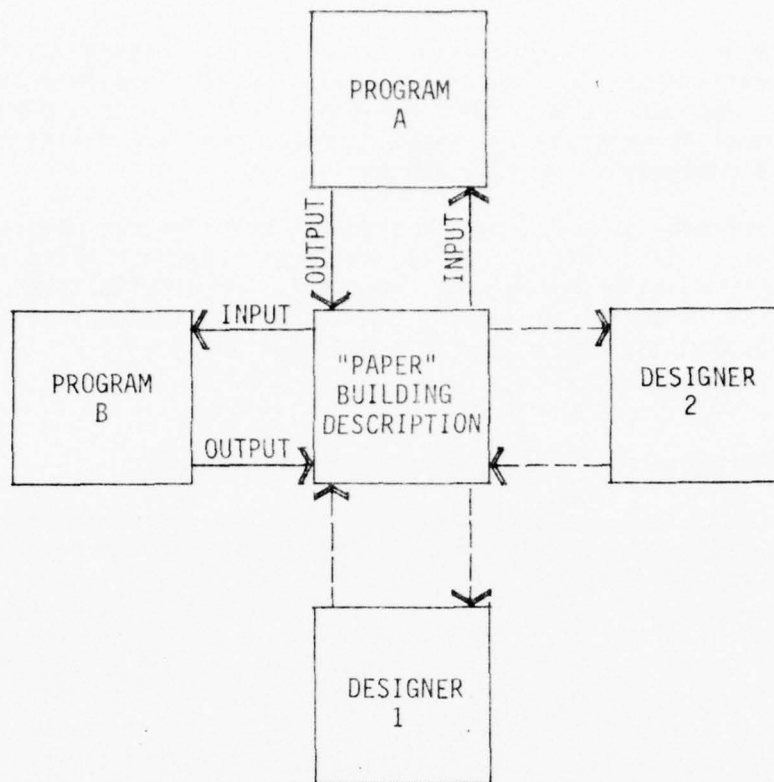 PROGRAM
A
OUTPUT
INPUT
INPUT
PROGRAM
B
OUTPUT
"PAPER"
BUILDING
DESCRIPTION
DESIGNER
2
DESIGNER
1